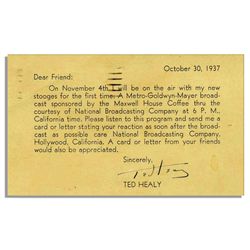 October 30, 1937
Dear Friend:
On November 4th I will be on the air with my new
stooges for the first time. A Metro-Goldwyn-Mayer broad-
cast sponsored by the Maxwell House Coffee thru the
courtesy of National Broadcasting Company at 6 P. M.,
California time. Please listen to this program and send me a
card or letter stating your reaction as soon after the broad-
cast as possible care National Broadcasting Company,
Hollywood, California. A card or letter from your friends
would also be appreciated.
Sincerely,
Ted Healy
TED HEALY